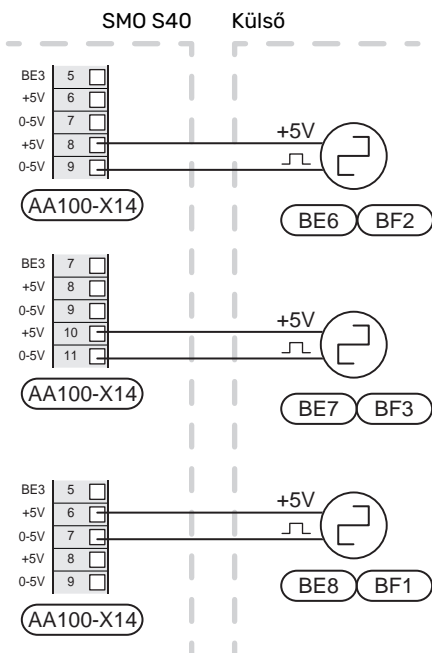 SMO S40 Külső
BE3 5
+5V 6
0-5V 7
+5V 8
0-5V 9
+5V
AA100-X14
BE6 BF2
BE3 7
+5V 8
0-5V 9
+5V 10
0-5V 11
+5V
AA100-X14
BE7 BF3
BE3 5
+5V 6
0-5V 7
+5V 8
0-5V 9
+5V
AA100-X14
BE8 BF1